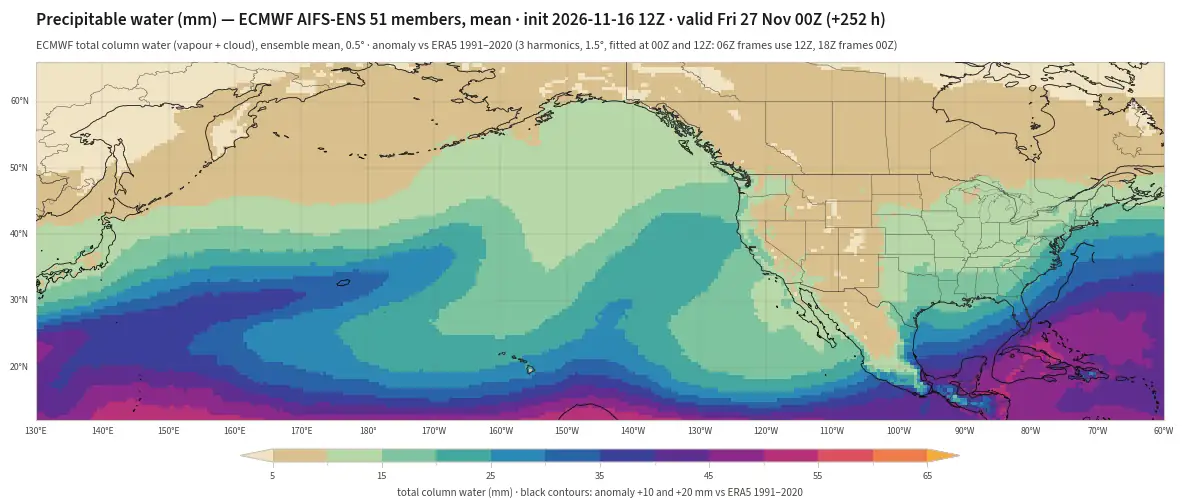 Precipitable water (mm) — ECMWF AIFS-ENS 51 members, mean · init 2026-11-16 12Z · valid Fri 27 Nov 00Z (+252 h)
ECMWF total column water (vapour + cloud), ensemble mean, 0.5° · anomaly vs ERA5 1991–2020 (3 harmonics, 1.5°, fitted at 00Z and 12Z: 06Z frames use 12Z, 18Z frames 00Z)
60°N
50°N
40°N
30°N
20°N
130°E 140°E 150°E 160°E 170°E 180° 170°W 160°W 150°W 140°W 130°W 120°W 110°W 100°W 90°W 80°W 70°W 60°W
5 15 25 35 45 55 65
total column water (mm) · black contours: anomaly +10 and +20 mm vs ERA5 1991–2020